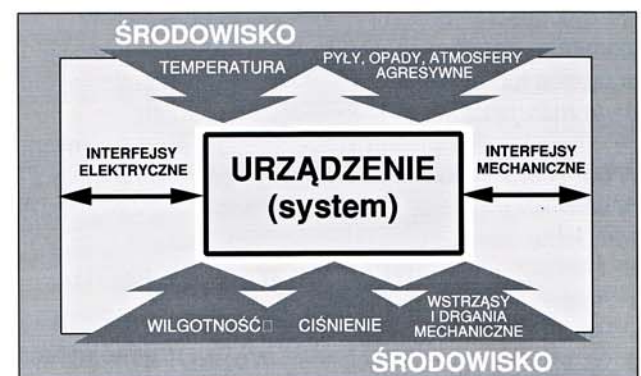 ŚRODOWISKO
TEMPERATURA
PYŁY, OPADY, ATMOSFERY
AGRESYWNE
INTERFEJSY
ELEKTRYCZNE
URZĄDZENIE
(system)
INTERFEJSY
MECHANICZNE
WILGOTNOŚĆ□
CIŚNIENIE
WSTRZĄSY
I DRGANIA
MECHANICZNE
ŚRODOWISKO